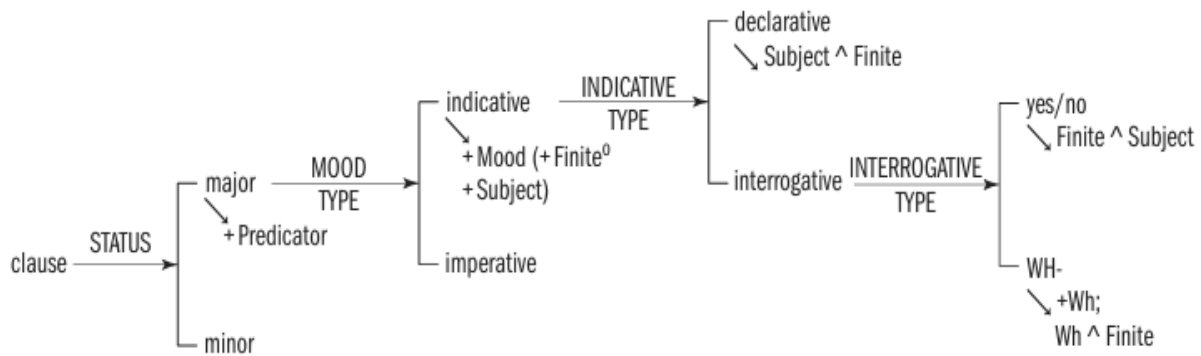 declarative
Subject ^ Finite
INDICATIVE
TYPE
indicative
+ Mood (+ Finite⁰
+ Subject)
yes/no
Finite ^ Subject
MOOD
TYPE
major
+ Predicator
interrogative
INTERROGATIVE
TYPE
STATUS
clause
imperative
WH-
+Wh;
Wh ^ Finite
minor